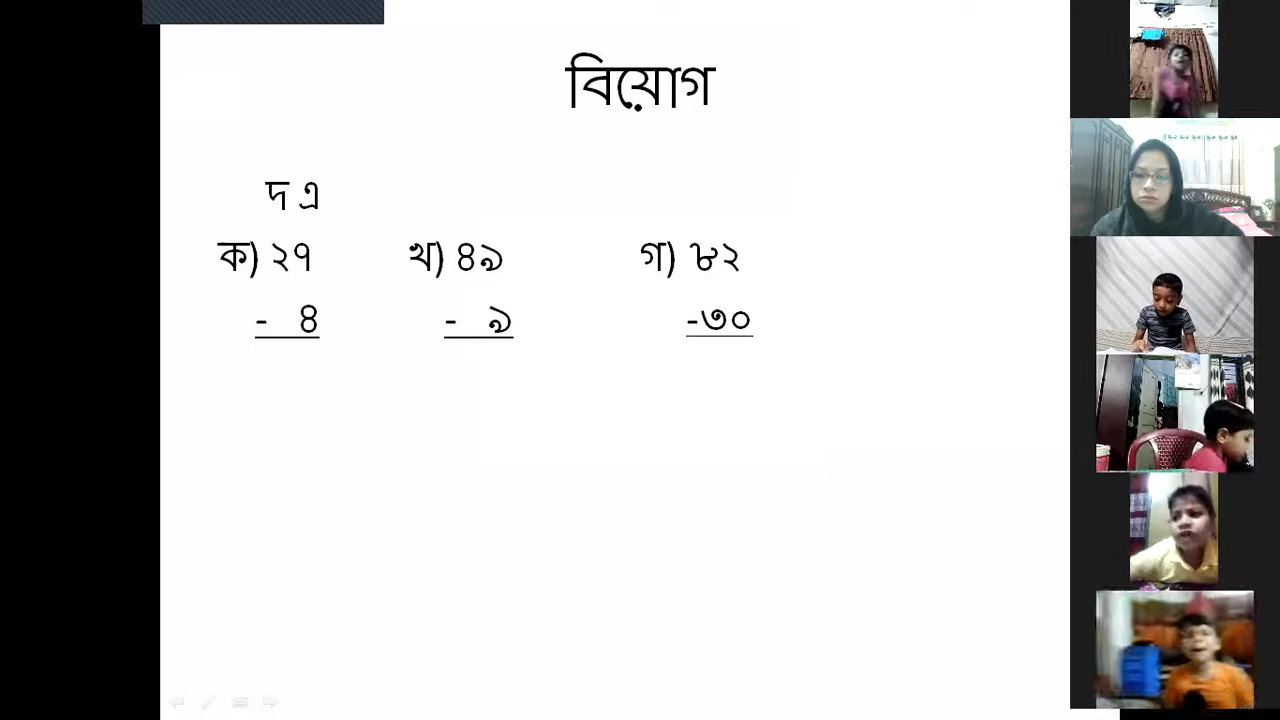 বিয়োগ
দ এ
ক) ২৭ খ) ৪৯ গ) ৮২
- ৪ - ৯ -৩০